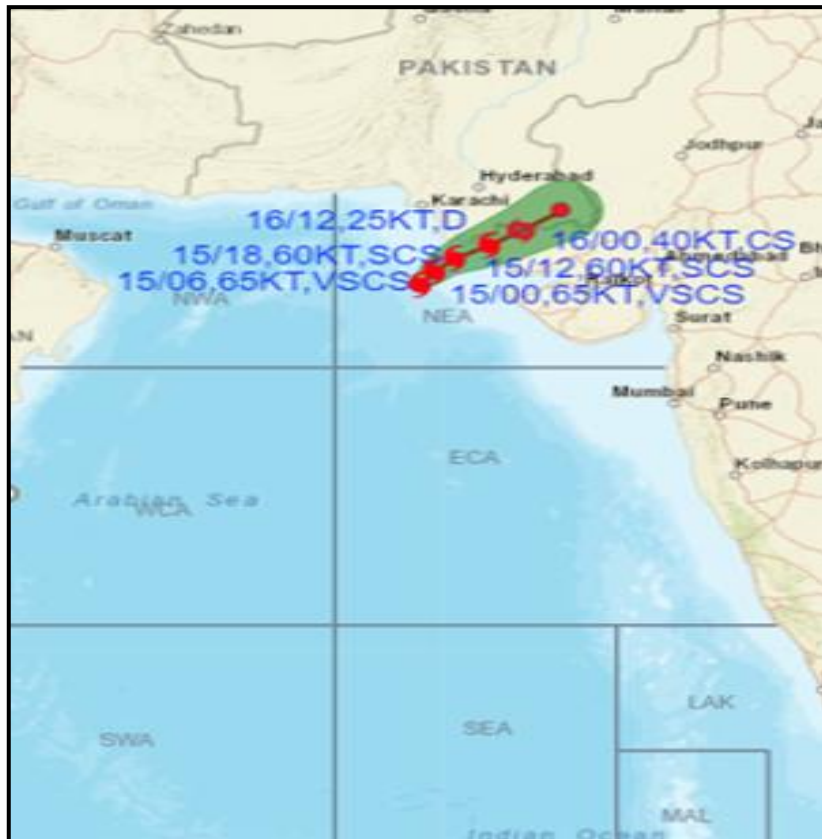 Zahedan
PAKISTAN
Jodhpur
Hyderabad
Karachi
Gulf of Oman
Muscat
16/12,25KT,D
16/00,40KT,CS
15/18,60KT,SCS
Ahmadabad
15/12,60KT,SCS
15/06,65KT,VSCS
Rajkot
15/00,65KT,VSCS
NWA
NEA
Surat
Nashik
Mumbai
Pune
ECA
Kolhapur
Arabian Sea
WCA
LAK
SEA
SWA
MAL
Indian Ocean